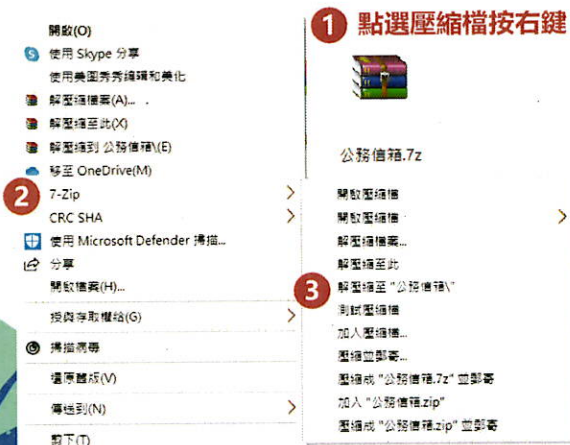 1 點選壓縮檔按右鍵
公務信箱.7z
開啟(O)
使用 Skype 分享
使用美图秀秀編輯和美化
解壓縮檔案(A)...
解壓縮至此(X)
解壓縮到 公務信箱\(E)
移至 OneDrive(M)
2 7-Zip
CRC SHA
使用 Microsoft Defender 掃描...
分享
開啟檔案(H)...
授與存取權給(G)
掃描病毒
還原舊版(V)
傳送到(N)
剪下(T)
開啟壓縮檔
開啟壓縮檔
解壓縮檔案...
解壓縮至此
3 解壓縮至 "公務信箱\"
測試壓縮檔
加入壓縮檔...
壓縮並郵寄...
壓縮成 "公務信箱.7z" 並郵寄
加入 "公務信箱.zip"
壓縮成 "公務信箱.zip" 並郵寄